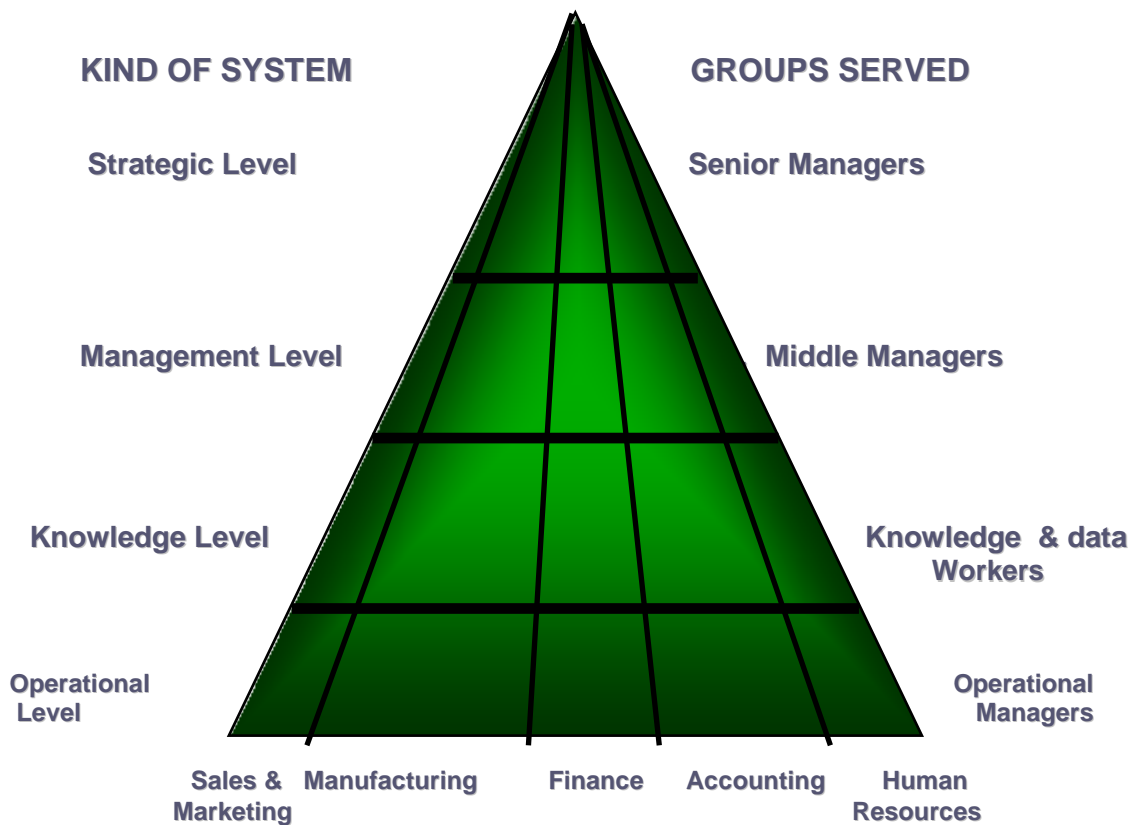 KIND OF SYSTEM
GROUPS SERVED
Strategic Level
Senior Managers
Management Level
Middle Managers
Knowledge Level
Knowledge & data
Workers
Operational
Level
Operational
Managers
Sales &
Marketing
Manufacturing
Finance
Accounting
Human
Resources